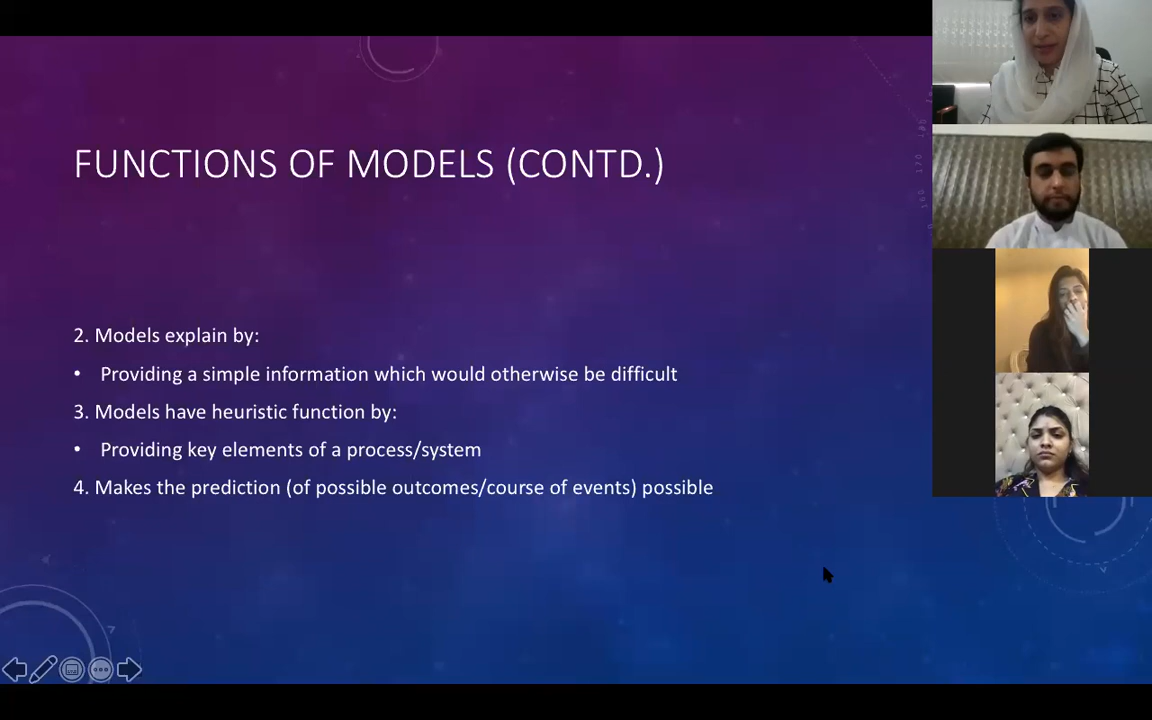 FUNCTIONS OF MODELS (CONTD.)
2. Models explain by:
• Providing a simple information which would otherwise be difficult
3. Models have heuristic function by:
• Providing key elements of a process/system
4. Makes the prediction (of possible outcomes/course of events) possible